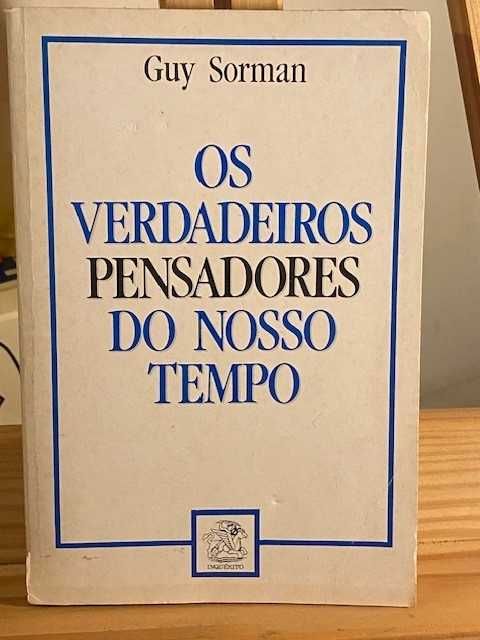 Guy Sorman
OS
VERDADEIROS
PENSADORES
DO NOSSO
TEMPO
INQUÉRITO